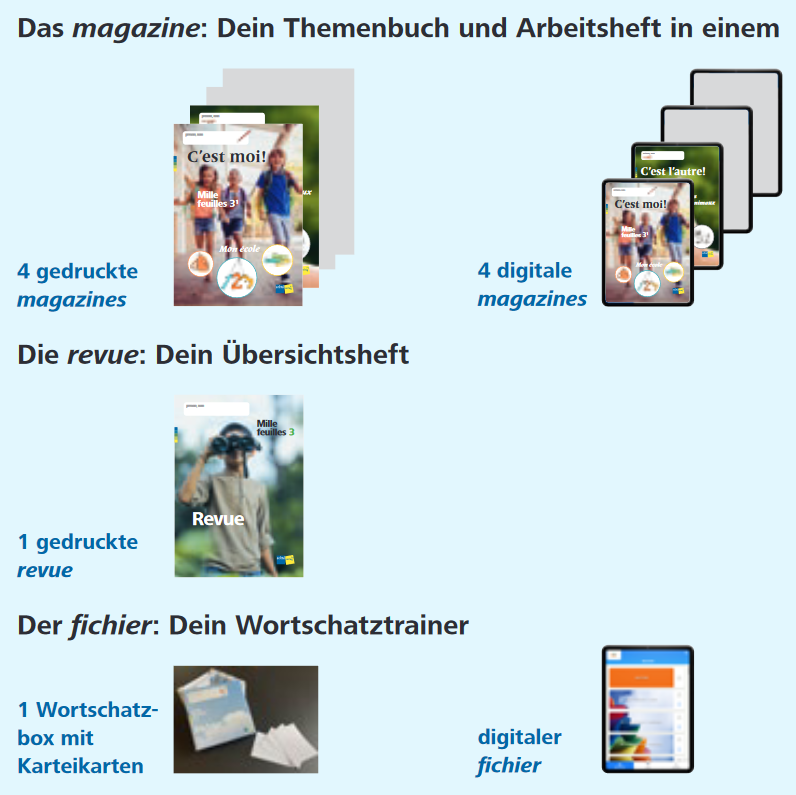 Das magazine: Dein Themenbuch und Arbeitsheft in einem
C'est moi!
Mille
feuilles 3¹
Mon école
4 gedruckte
magazines
C'est l'autre!
C'est moi!
Mille
feuilles 3¹
Mon école
4 digitale
magazines
Die revue: Dein Übersichtsheft
Mille
feuilles 3
Revue
1 gedruckte
revue
Der fichier: Dein Wortschatztrainer
1 Wortschatz-
box mit
Karteikarten
digitaler
fichier